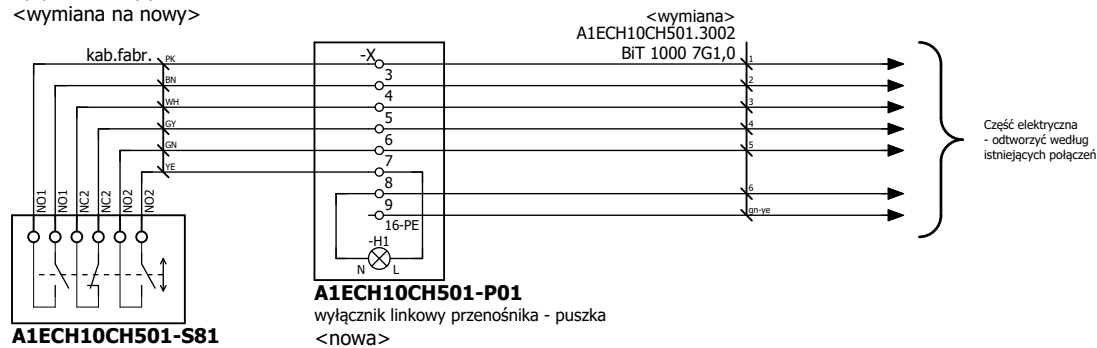 <wymiana na nowy>
<wymiana>
A1ECH10CH501.3002
BiT 1000 7G1,0
kab.fabr.
-X
PK
1
3
BN
2
4
WH
3
5
GY
4
6
GN
5
7
YE
8
6
9
gn-ye
16-PE
Część elektryczna
- odtworzyć według
istniejących połączeń
NO1
NO1
NC2
NC2
NO2
NO2
-H1
N
L
A1ECH10CH501-P01
wyłącznik linkowy przenośnika - puszka
<nowa>
A1ECH10CH501-S81